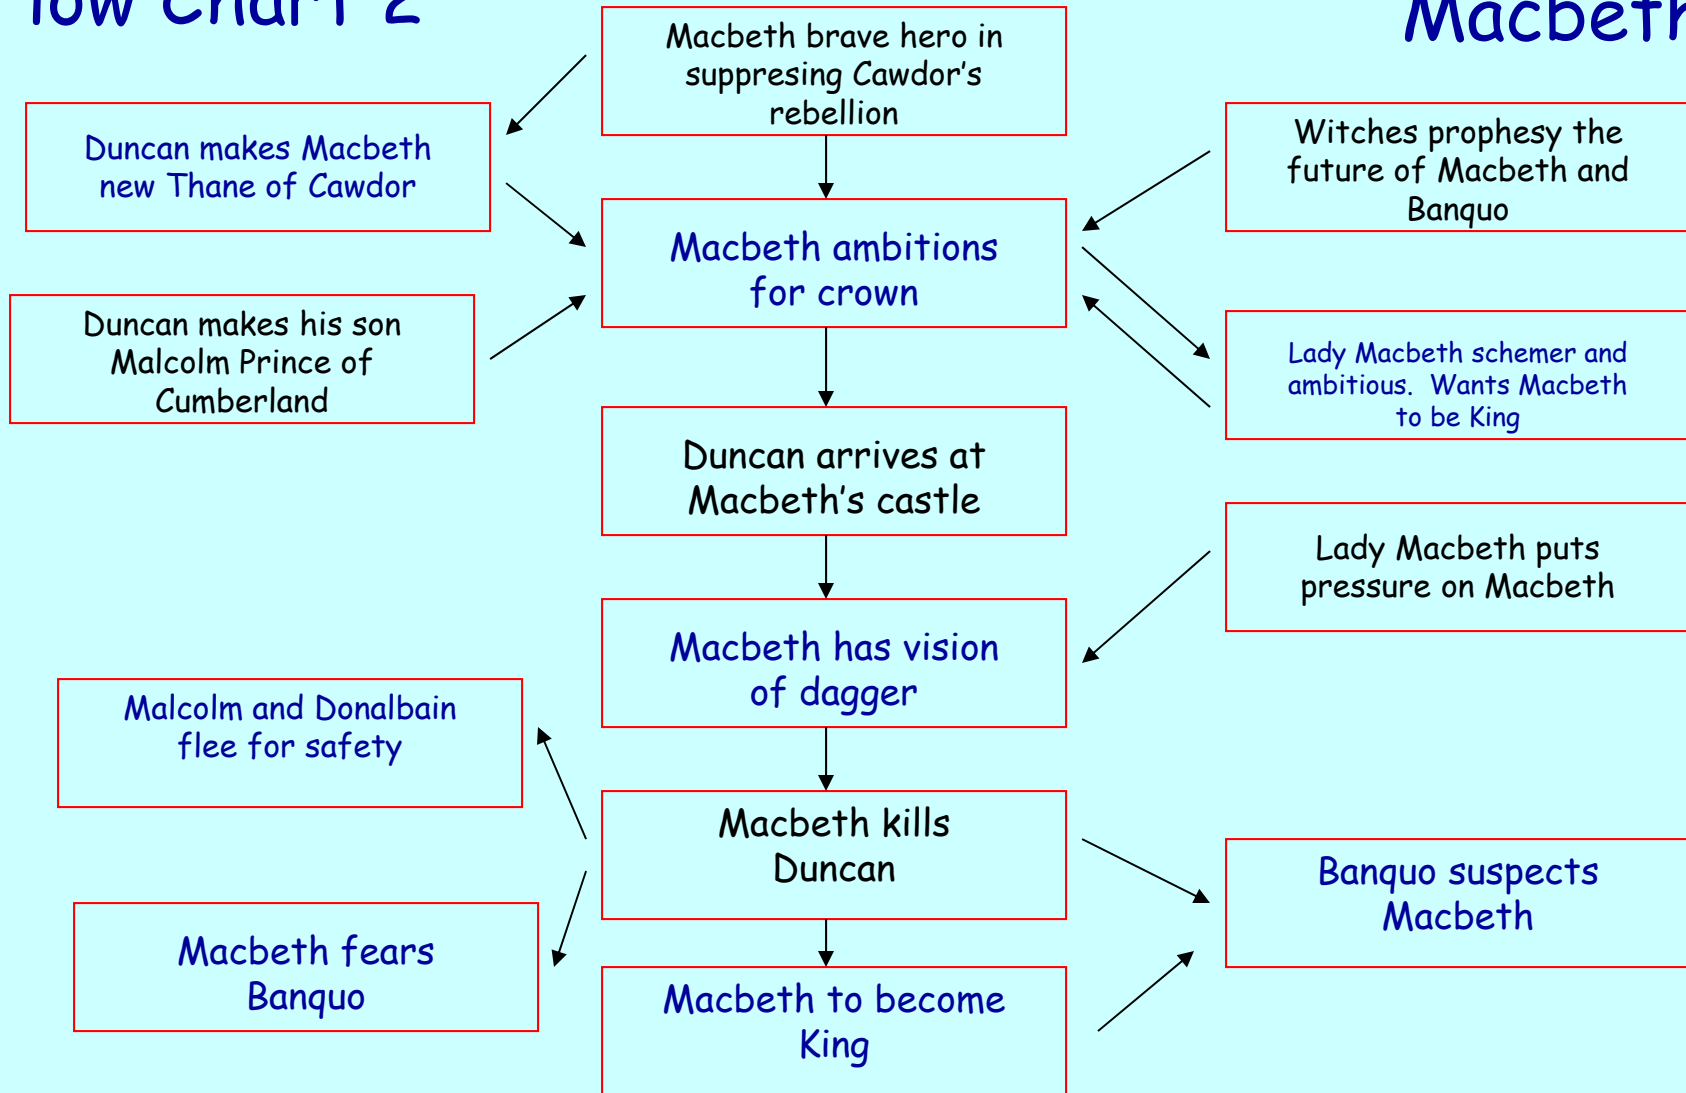 low Chart 2
Macbeth
Macbeth brave hero in
suppresing Cawdor's
rebellion
Duncan makes Macbeth
new Thane of Cawdor
Witches prophesy the
future of Macbeth and
Banquo
Macbeth ambitions
for crown
Duncan makes his son
Malcolm Prince of
Cumberland
Lady Macbeth schemer and
ambitious.  Wants Macbeth
to be King
Duncan arrives at
Macbeth's castle
Lady Macbeth puts
pressure on Macbeth
Macbeth has vision
of dagger
Malcolm and Donalbain
flee for safety
Macbeth kills
Duncan
Banquo suspects
Macbeth
Macbeth fears
Banquo
Macbeth to become
King